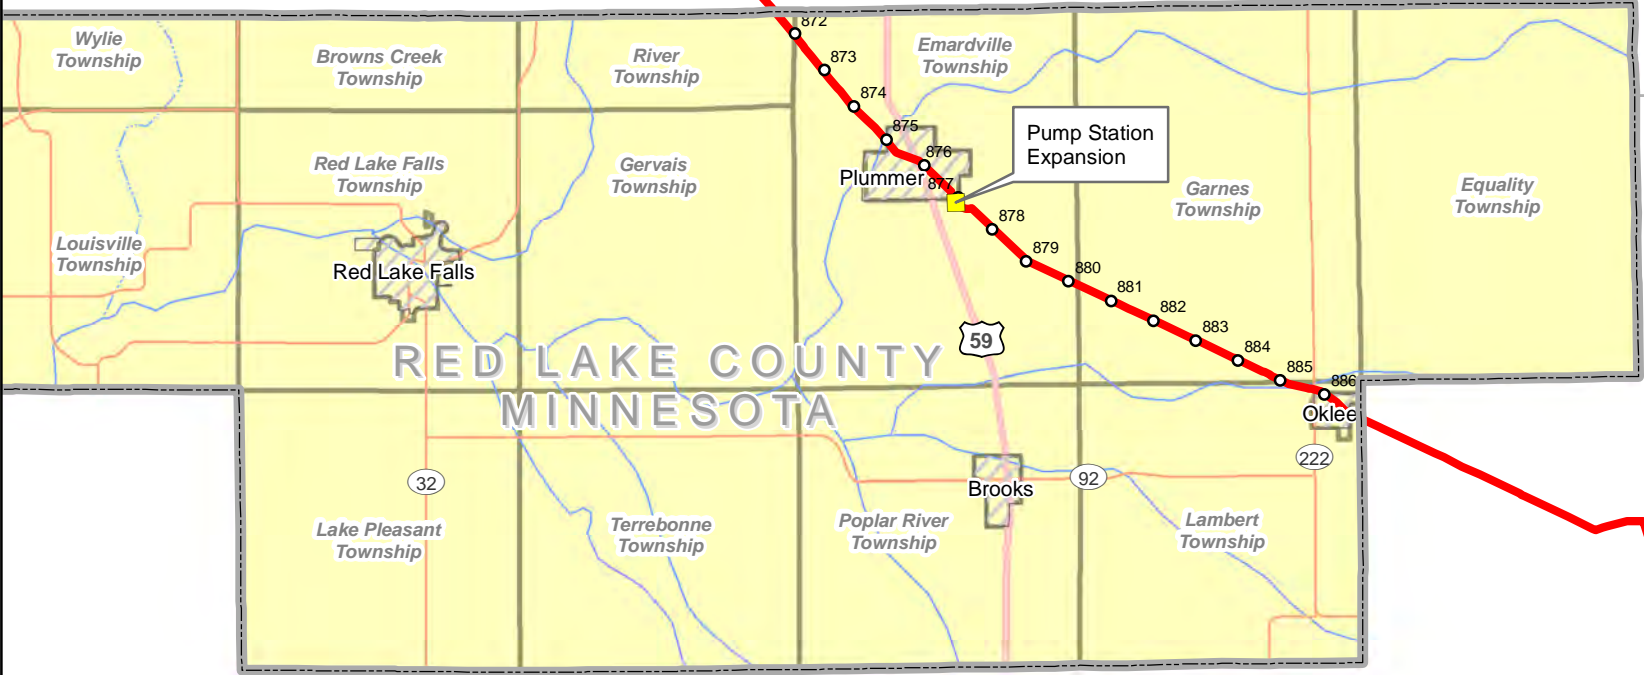 872
Wylie
Township
Browns Creek
Township
River
Township
Emardville
Township
873
874
875
876
Pump Station
Expansion
Red Lake Falls
Township
Gervais
Township
Plummer
877
Garnes
Township
Equality
Township
878
Louisville
Township
879
Red Lake Falls
880
881
882
883
59
884
RED LAKE COUNTY
885
886
MINNESOTA
Oklee
222
32
92
Brooks
Lake Pleasant
Township
Terrebonne
Township
Poplar River
Township
Lambert
Township